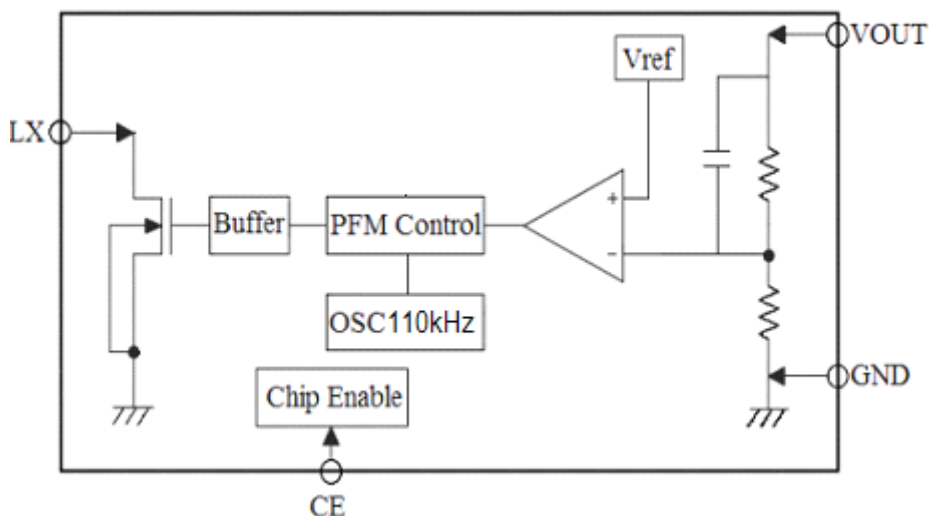 VOUT
Vref
LX
+
Buffer
PFM Control
-
OSC110kHz
GND
Chip Enable
CE